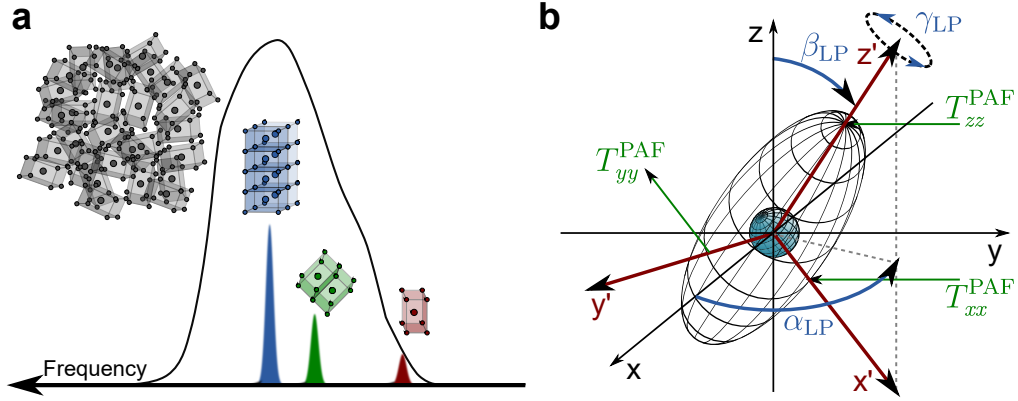 a
Frequency
b
z
β_LP
z'
γ_LP
T_zz^PAF
T_yy^PAF
y
y'
T_xx^PAF
α_LP
x
x'